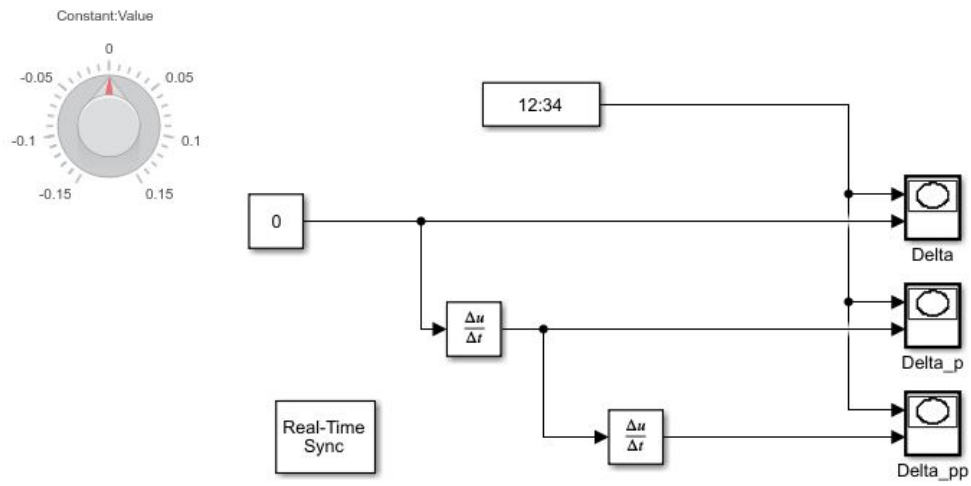 Constant:Value
0
-0.05
0.05
-0.1
0.1
-0.15
0.15
12:34
0
Delta
Δu
Δt
Delta_p
Real-Time
Sync
Δu
Δt
Delta_pp